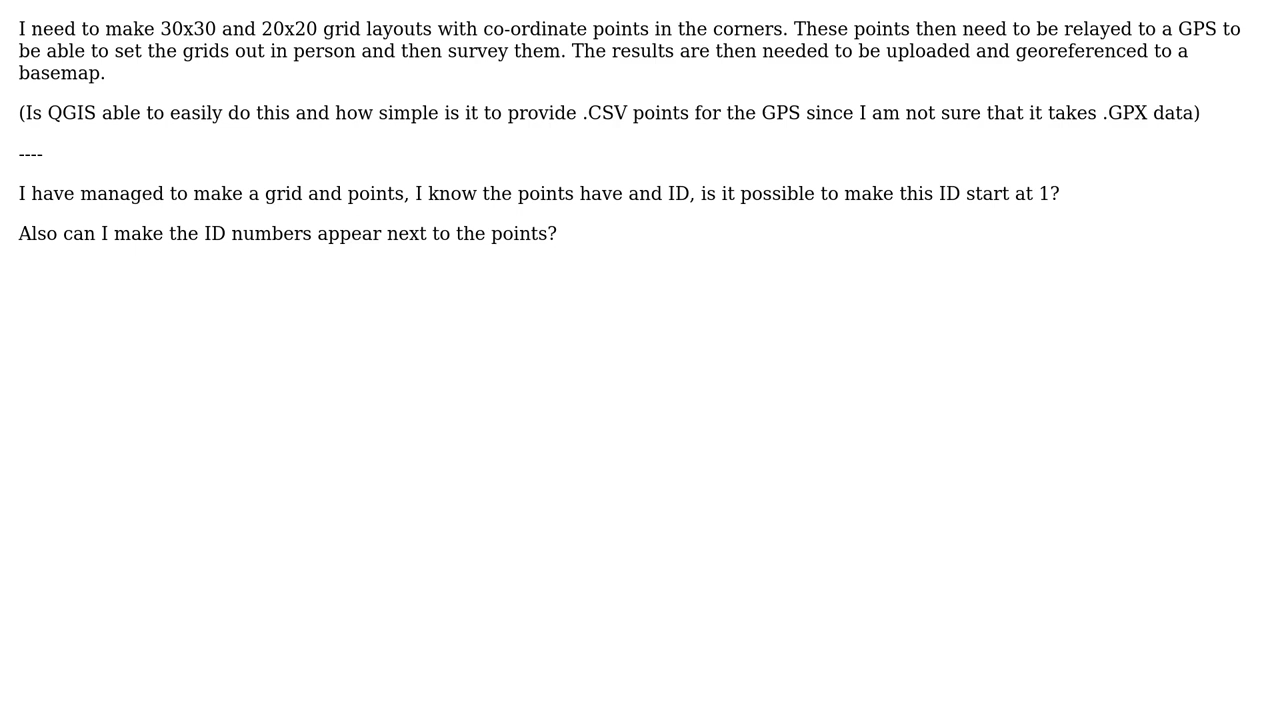 I need to make 30x30 and 20x20 grid layouts with co-ordinate points in the corners. These points then need to be relayed to a GPS to
be able to set the grids out in person and then survey them. The results are then needed to be uploaded and georeferenced to a
basemap.
(Is QGIS able to easily do this and how simple is it to provide .CSV points for the GPS since I am not sure that it takes .GPX data)
----
I have managed to make a grid and points, I know the points have and ID, is it possible to make this ID start at 1?
Also can I make the ID numbers appear next to the points?